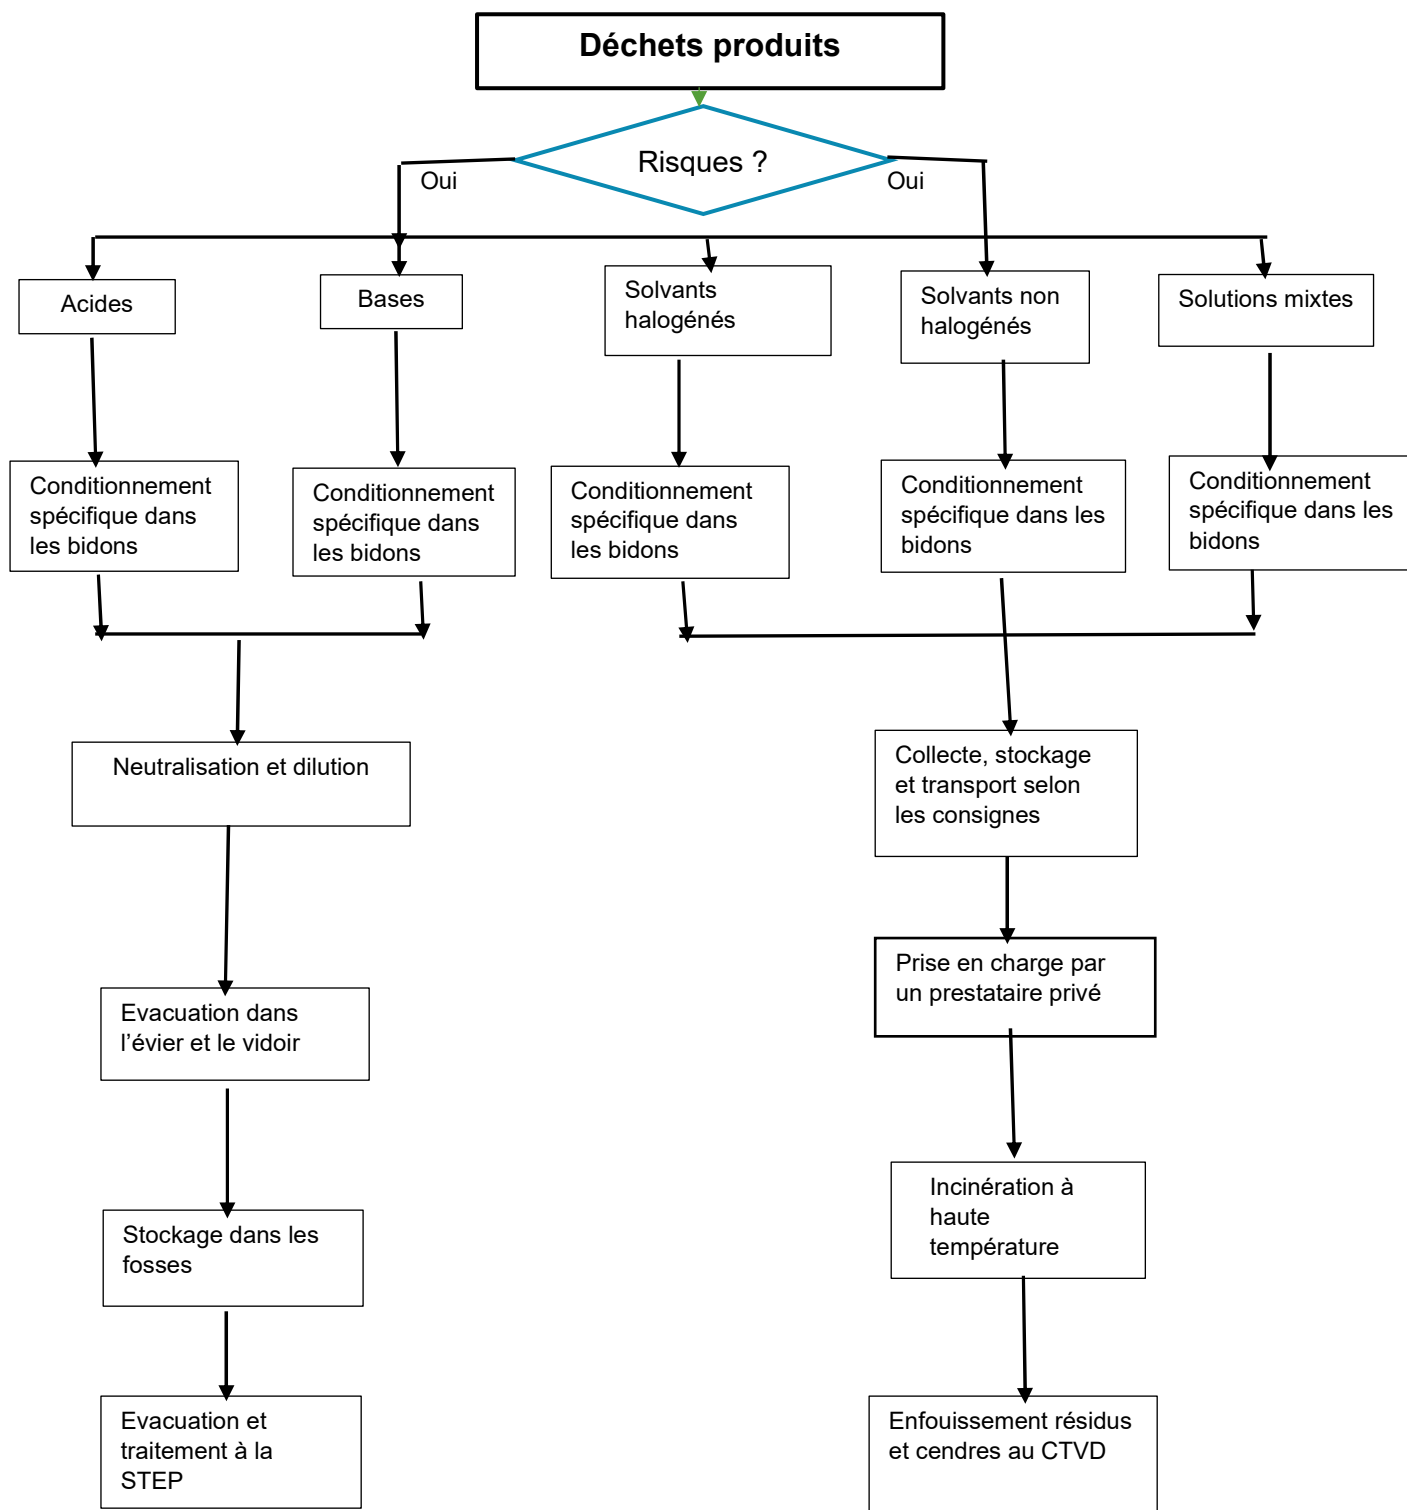 Déchets produits
Risques ?
Oui
Oui
Acides
Bases
Solvants
halogénés
Solvants non
halogénés
Solutions mixtes
Conditionnement
spécifique dans
les bidons
Conditionnement
spécifique dans
les bidons
Conditionnement
spécifique dans
les bidons
Conditionnement
spécifique dans les
bidons
Conditionnement
spécifique dans les
bidons
Neutralisation et dilution
Collecte, stockage
et transport selon
les consignes
Prise en charge par
un prestataire privé
Evacuation dans
l’évier et le vidoir
Incinération à
haute
température
Stockage dans les
fosses
Evacuation et
traitement à la
STEP
Enfouissement résidus
et cendres au CTVD